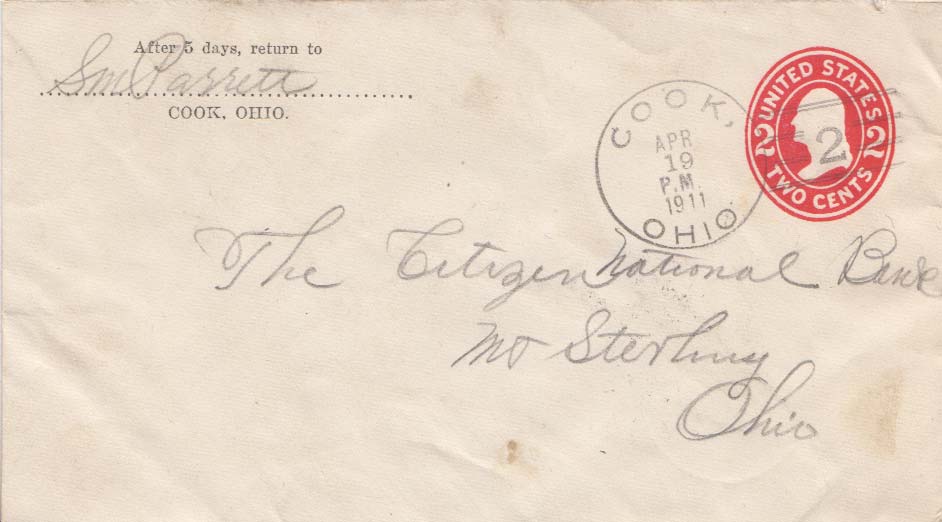 After 5 days, return to
Sm Parrett
COOK, OHIO.
COOK,
APR
19
P.M.
1911
OHIO
UNITED STATES
2 2
TWO CENTS
2
The Citizen National Bank
Mt Sterling
Ohio